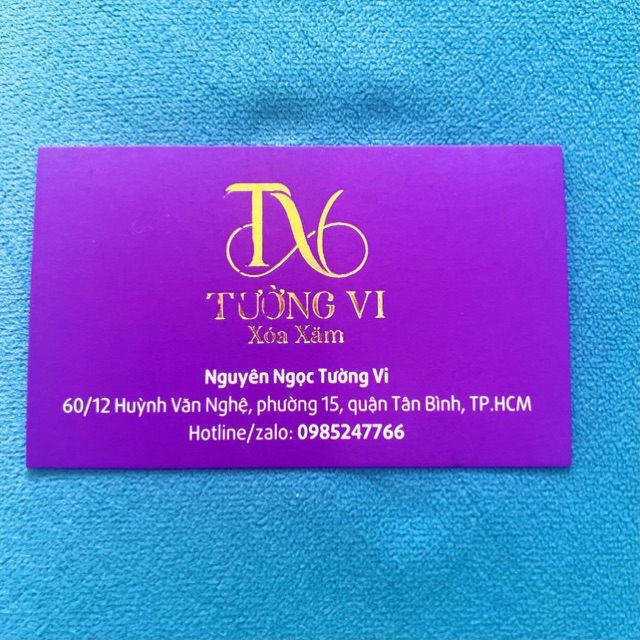 TV
TƯỜNG VI
Xóa Xăm
Nguyên Ngọc Tường Vi
60/12 Huỳnh Văn Nghệ, phường 15, quận Tân Bình, TP.HCM
Hotline/zalo: 0985247766